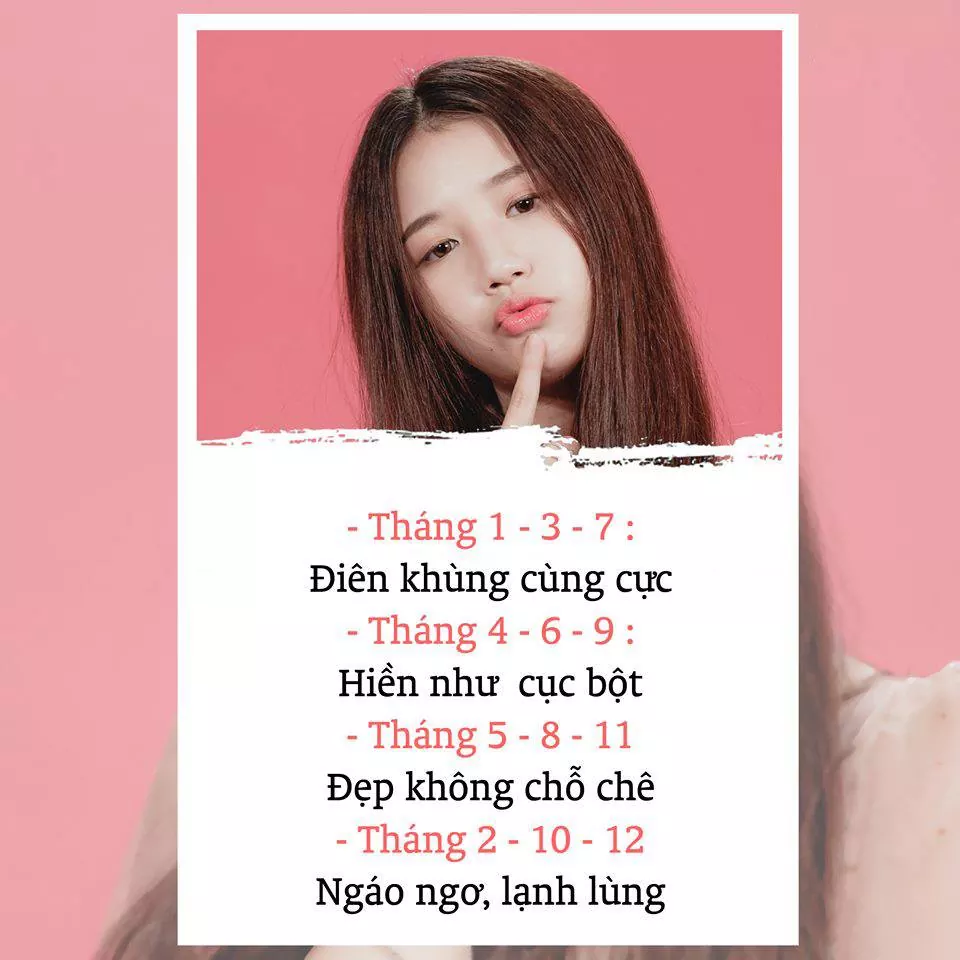 - Tháng 1 - 3 - 7 :
Điên khùng cùng cực
- Tháng 4 - 6 - 9 :
Hiền như cục bột
- Tháng 5 - 8 - 11
Đẹp không chỗ chê
- Tháng 2 - 10 - 12
Ngáo ngơ, lạnh lùng